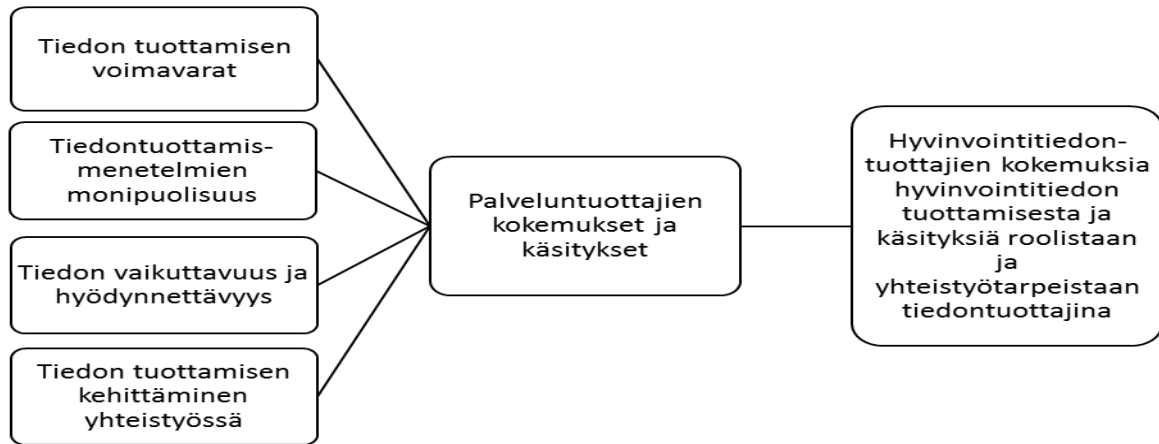 Tiedon tuottamisen
voimavarat
Tiedontuottamis-
menetelmien
monipuolisuus
Tiedon vaikuttavuus ja
hyödynnettävyys
Tiedon tuottamisen
kehittäminen
yhteistyössä
Palveluntuottajien
kokemukset ja
käsitykset
Hyvinvointitiedon-
tuottajien kokemuksia
hyvinvointitiedon
tuottamisesta ja
käsityksiä roolistaan
ja
yhteistyötarpeistaan
tiedontuottajina